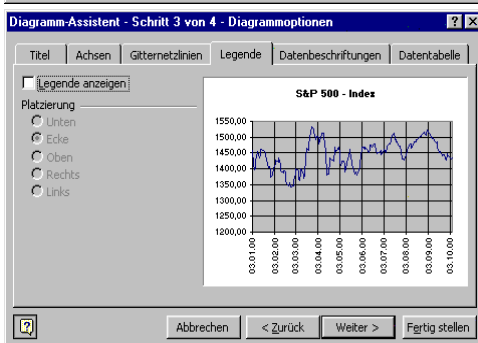 Diagramm-Assistent - Schritt 3 von 4 - Diagrammoptionen
Titel Achsen Gitternetzlinien Legende Datenbeschriftungen Datentabelle
Legende anzeigen
Platzierung
Unten
Ecke
Oben
Rechts
Links
S&P 500 - Index
1550,00
1500,00
1450,00
1400,00
1350,00
1300,00
1250,00
1200,00
03.01.00 03.02.00 03.03.00 03.04.00 03.05.00 03.06.00 03.07.00 03.08.00 03.09.00 03.10.00
Abbrechen < Zurück Weiter > Fertig stellen